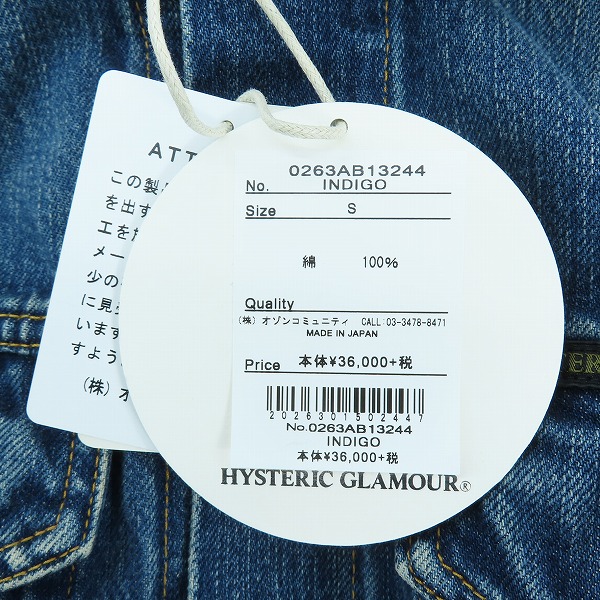 ATT
この製
を出す
工を
メー
少の
に見
います
すよう
(株) オ
0263AB13244
No. INDIGO
Size S
綿 100%
Quality
(株) オゾンコミュニティ CALL: 03-3478-8471
MADE IN JAPAN
Price 本体¥36,000+税
2026301502447
No.0263AB13244
INDIGO
本体¥36,000+税
HYSTERIC GLAMOUR®
ER